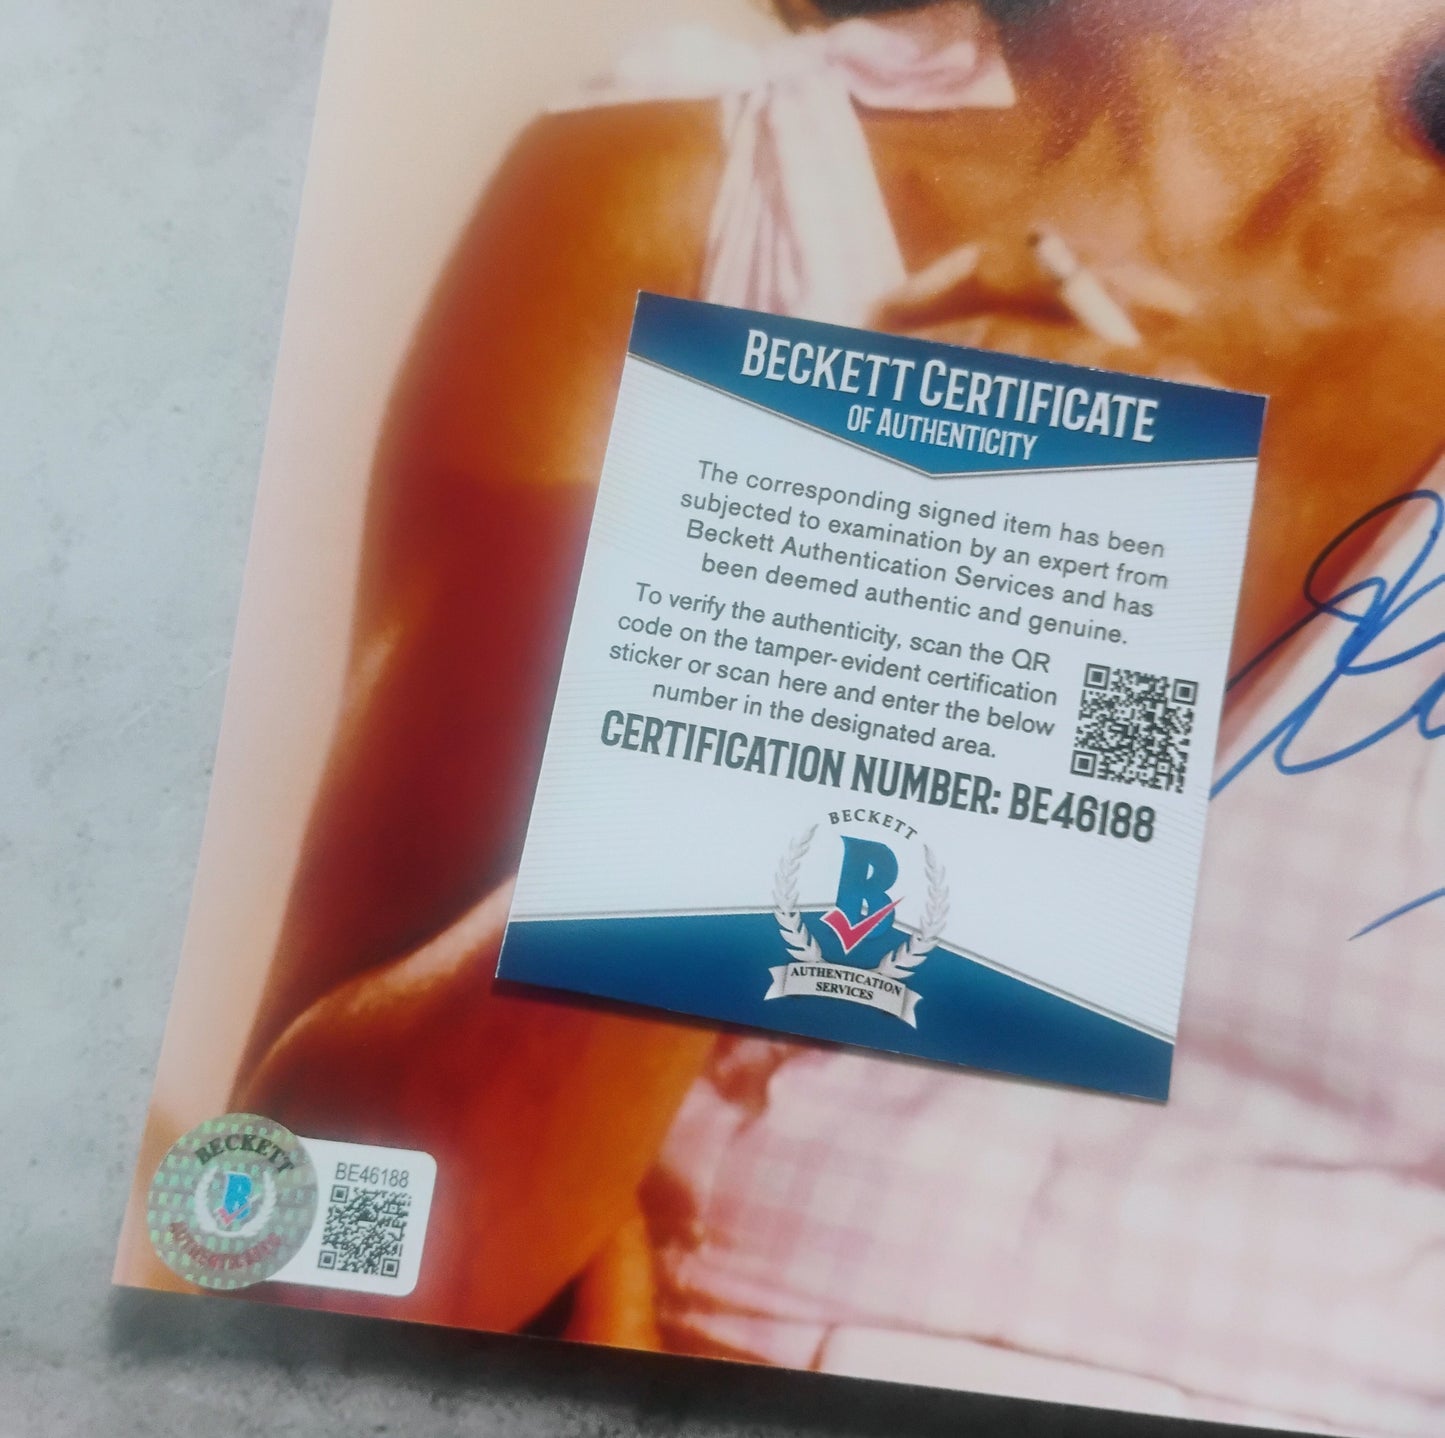 BECKETT CERTIFICATE
OF AUTHENTICITY
The corresponding signed item has been
subjected to examination by an expert from
Beckett Authentication Services and has
been deemed authentic and genuine.
To verify the authenticity, scan the QR
code on the tamper-evident certification
sticker or scan here and enter the below
number in the designated area.
CERTIFICATION NUMBER: BE46188
BECKETT
B
AUTHENTICATION
SERVICES
BECKETT
B
BE46188